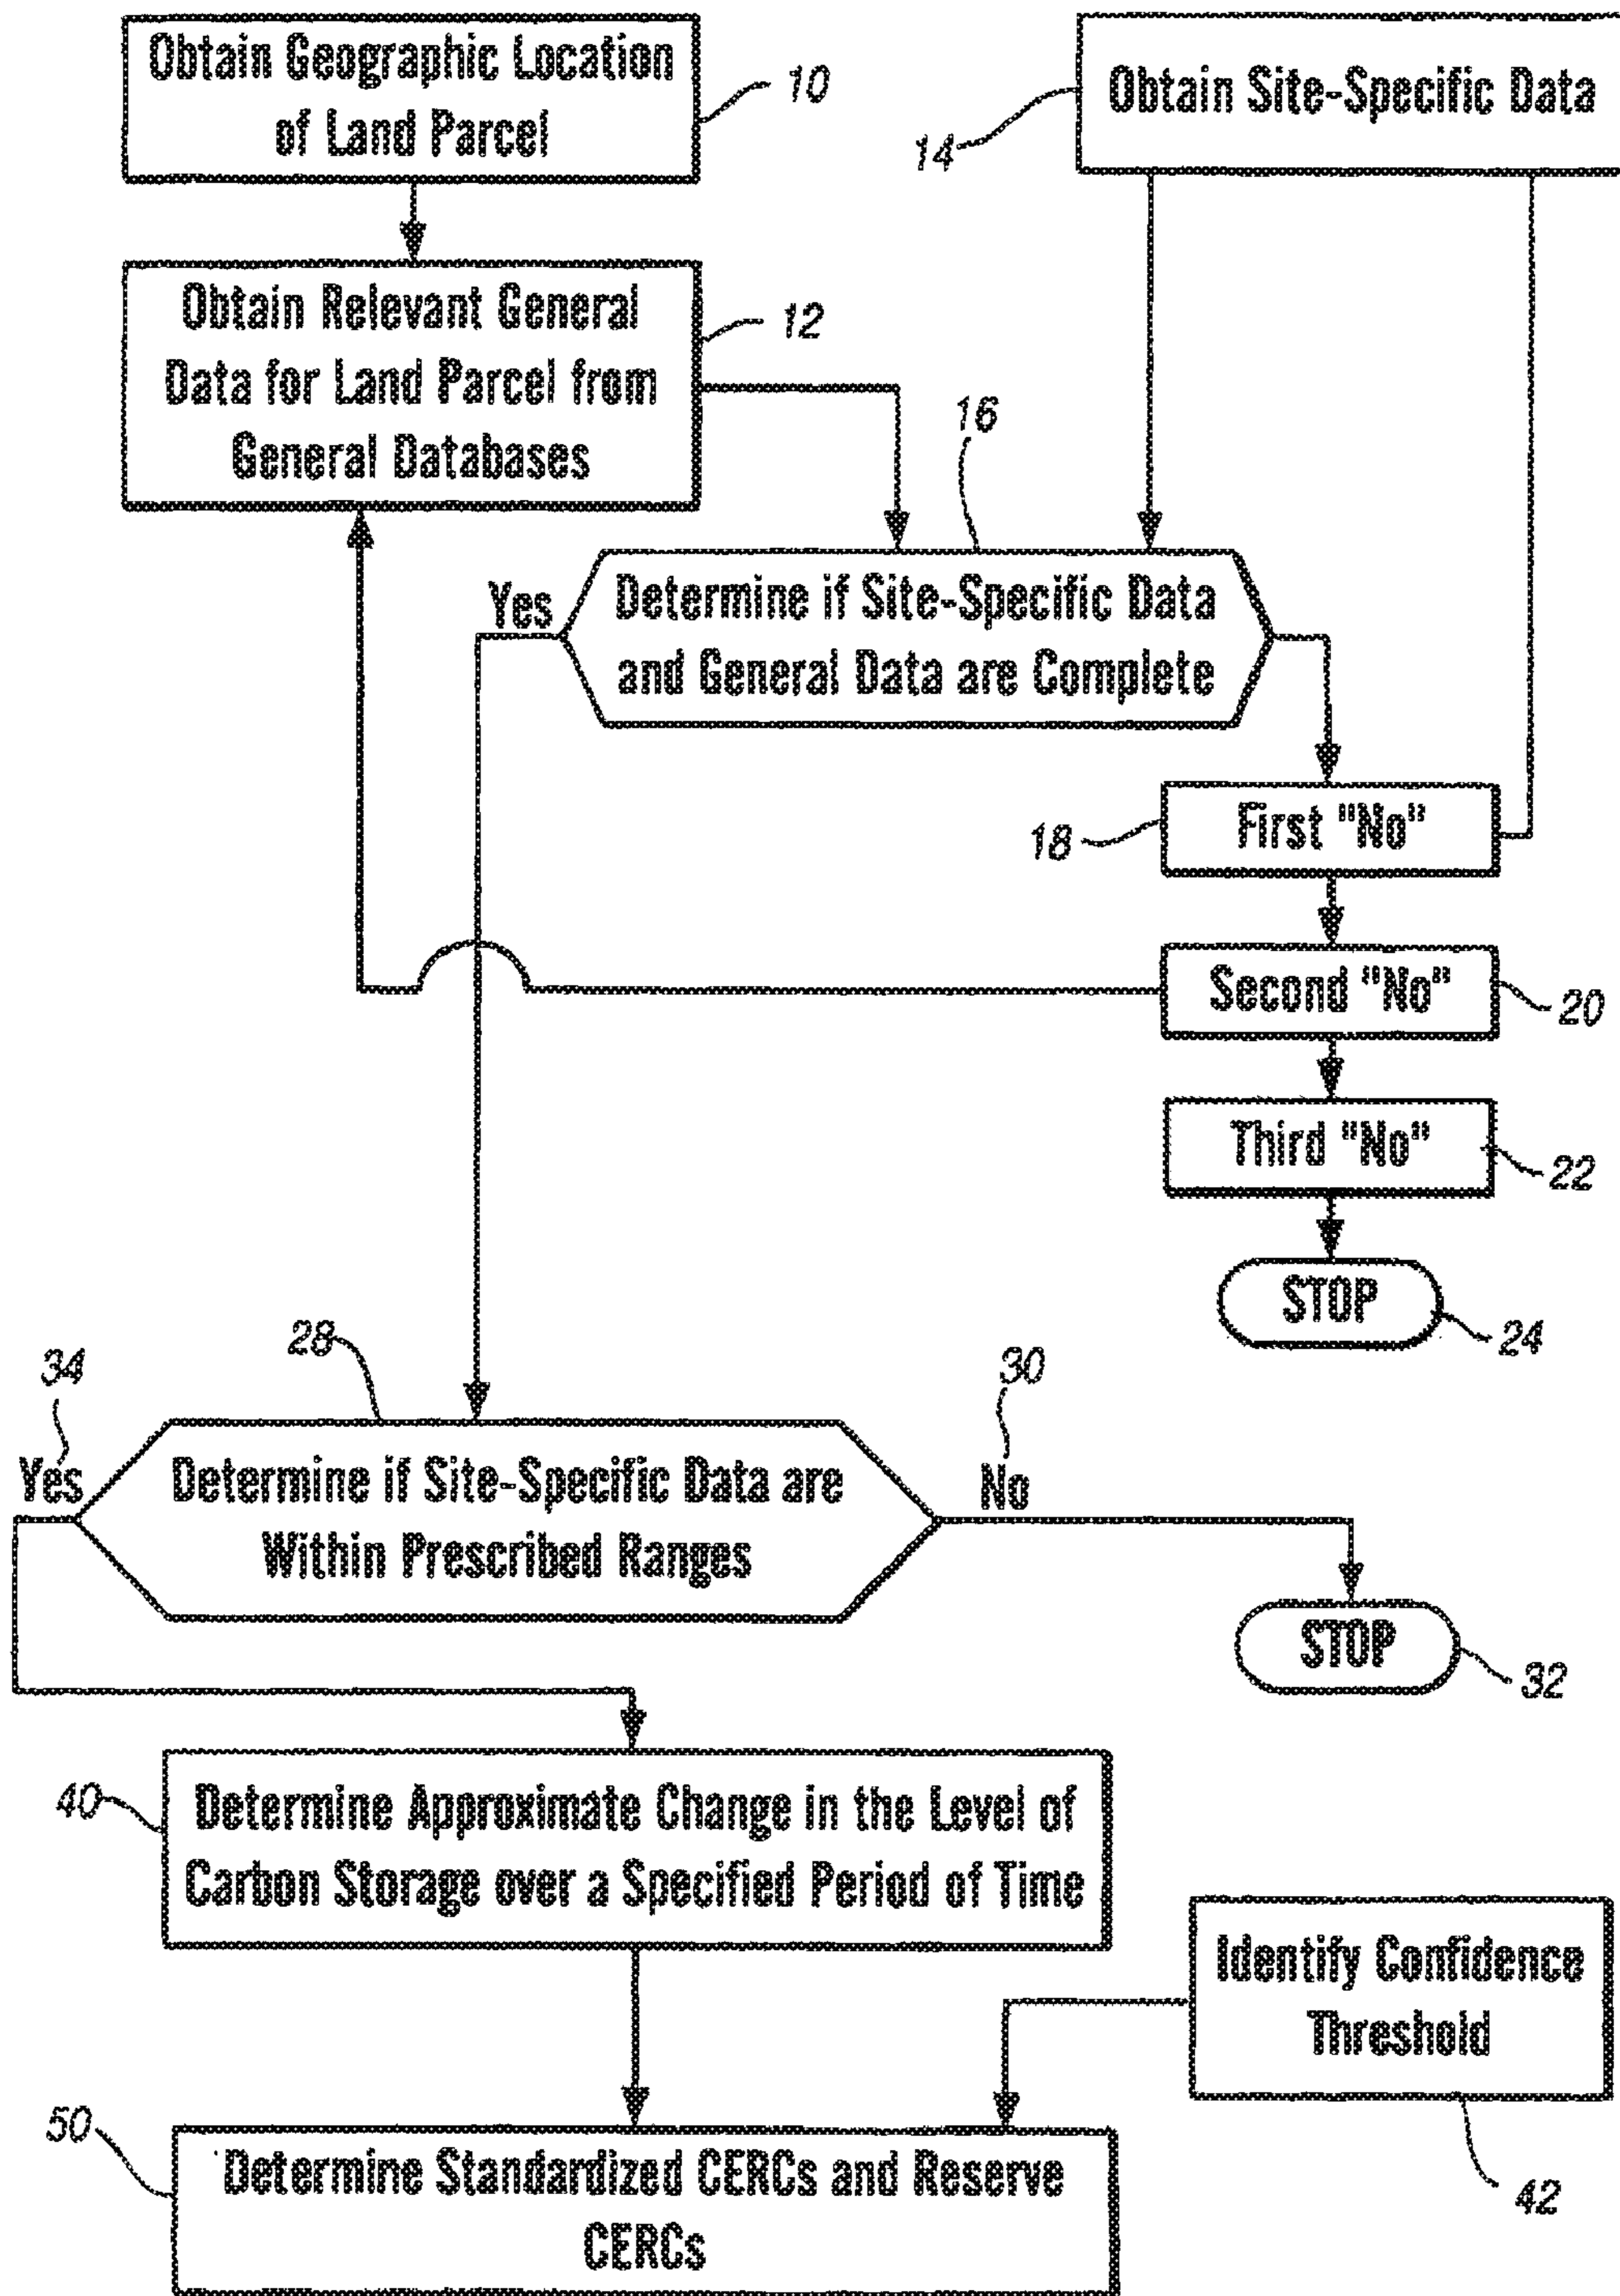 Obtain Geographic Location
of Land Parcel
10
Obtain Site-Specific Data
14
Obtain Relevant General
Data for Land Parcel from
General Databases
12
16
Yes
Determine if Site-Specific Data
and General Data are Complete
First "No"
18
Second "No"
20
Third "No"
22
STOP
24
28
34
30
Yes
Determine if Site-Specific Data are
Within Prescribed Ranges
No
STOP
32
40
Determine Approximate Change in the Level of
Carbon Storage over a Specified Period of Time
Identify Confidence
Threshold
42
50
Determine Standardized CERCs and Reserve
CERCs